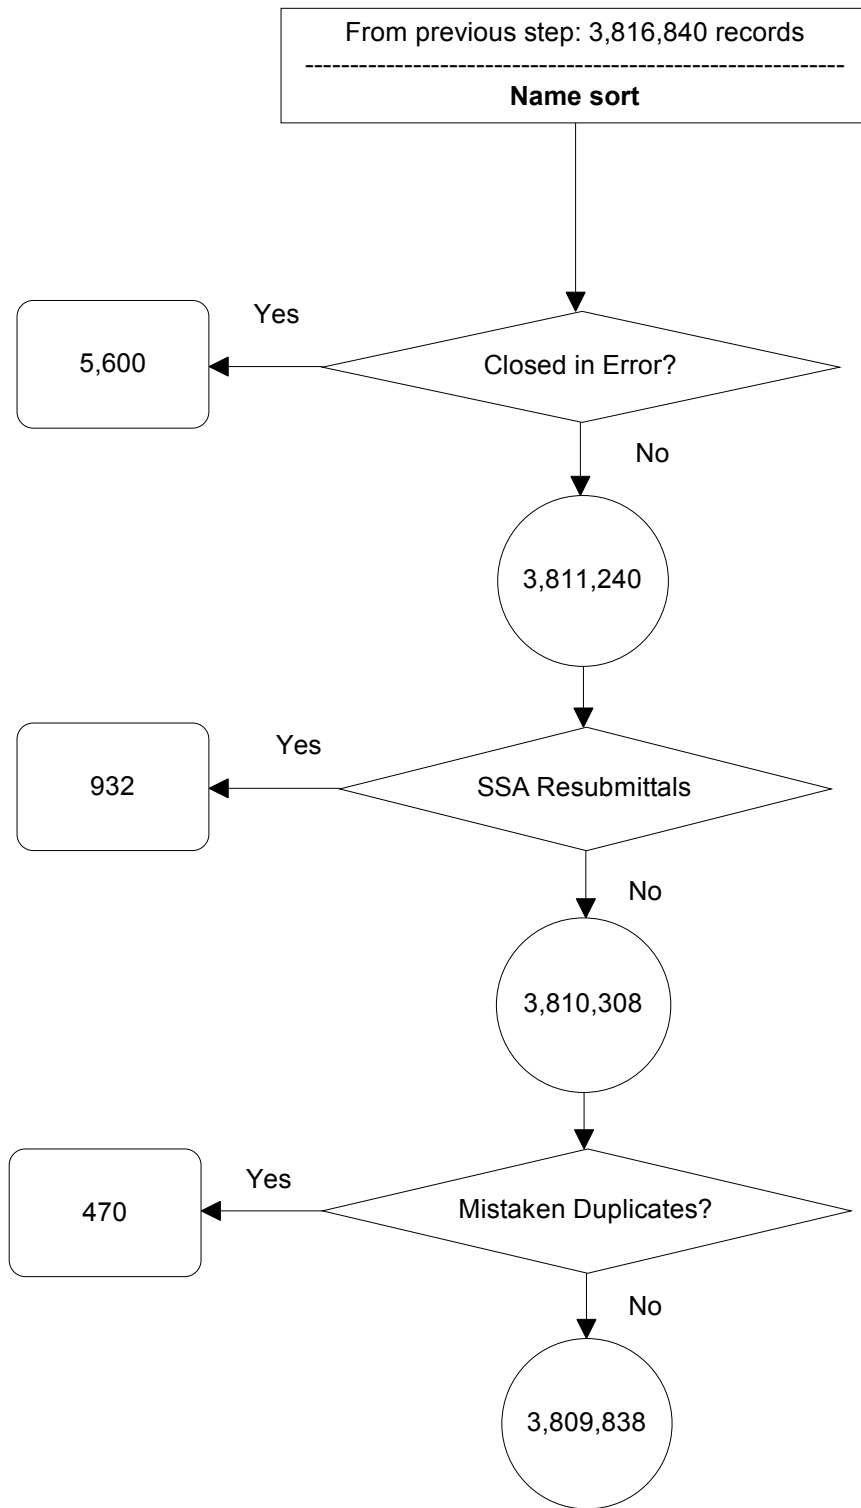 From previous step: 3,816,840 records
------------------------------------------------------------
Name sort
Yes
5,600
Closed in Error?
No
3,811,240
Yes
932
SSA Resubmittals
No
3,810,308
Yes
470
Mistaken Duplicates?
No
3,809,838